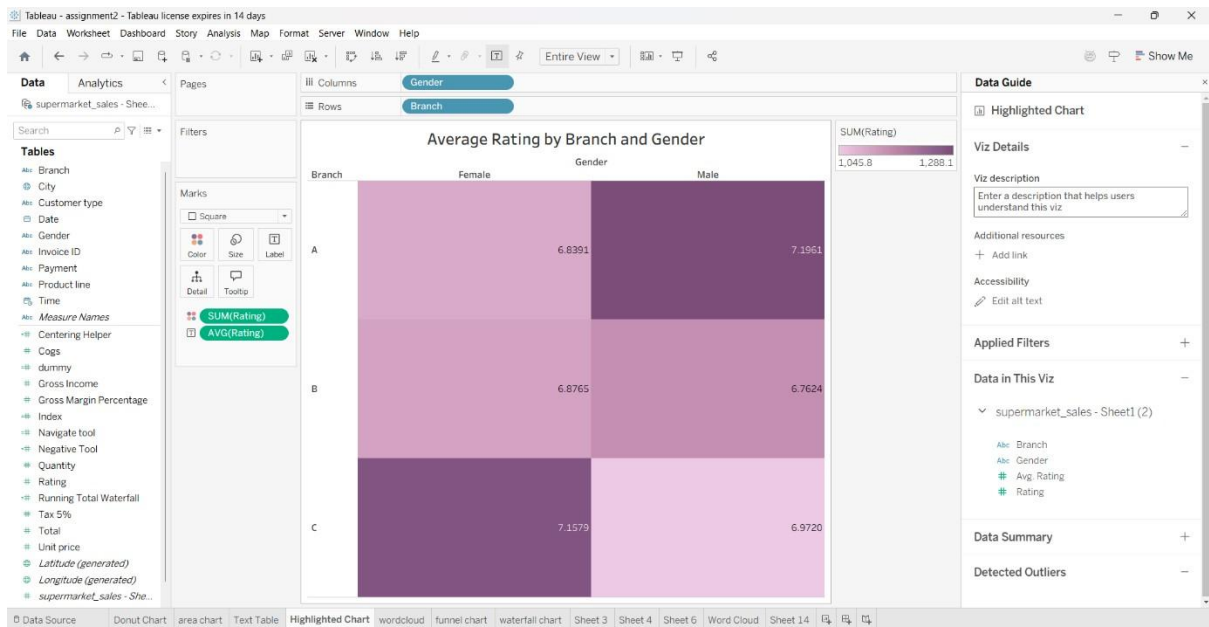 Tableau - assignment2 - Tableau license expires in 14 days
File Data Worksheet Dashboard Story Analysis Map Format Server Window Help
Entire View
Show Me
Data Analytics
supermarket_sales - Shee...
Search
Tables
Abc Branch
City
Abc Customer type
Date
Abc Gender
Abc Invoice ID
Abc Payment
Abc Product line
Time
Abc Measure Names
Centering Helper
Cogs
dummy
Gross Income
Gross Margin Percentage
Index
Navigate tool
Negative Tool
Quantity
Rating
Running Total Waterfall
Tax 5%
Total
Unit price
Latitude (generated)
Longitude (generated)
supermarket_sales - She...
Pages
Filters
Marks
Square
Color Size Label
Detail Tooltip
SUM(Rating)
AVG(Rating)
Columns Gender
Rows Branch
Average Rating by Branch and Gender
Gender
Branch Female Male
A 6.8391 7.1961
B 6.8765 6.7624
C 7.1579 6.9720
SUM(Rating)
1,045.8 1,288.1
Data Guide
Highlighted Chart
Viz Details
Viz description
Enter a description that helps users
understand this viz
Additional resources
+ Add link
Accessibility
Edit alt text
Applied Filters
Data in This Viz
supermarket_sales - Sheet1 (2)
Abc Branch
Abc Gender
# Avg. Rating
# Rating
Data Summary
Detected Outliers
Data Source Donut Chart area chart Text Table Highlighted Chart wordcloud funnel chart waterfall chart Sheet 3 Sheet 4 Sheet 6 Word Cloud Sheet 14